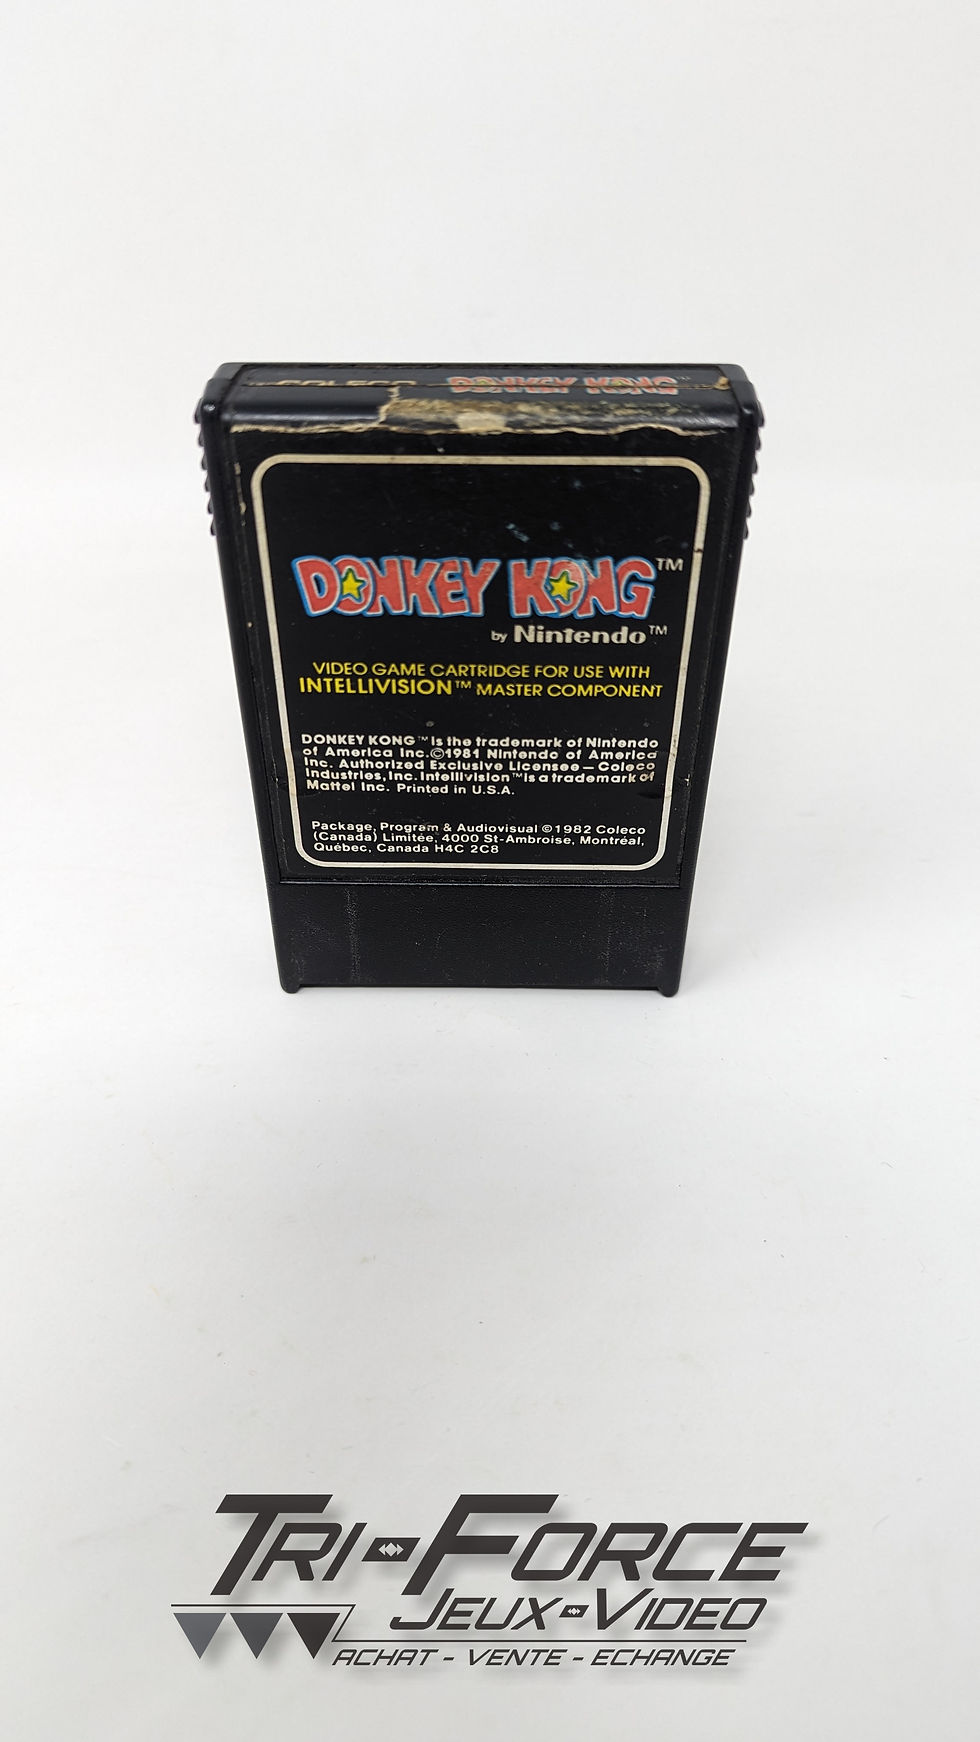 COLECO DONKEY KONG™
DONKEY KONG™
by Nintendo™
VIDEO GAME CARTRIDGE FOR USE WITH
INTELLIVISION™ MASTER COMPONENT
DONKEY KONG™ is the trademark of Nintendo
of America Inc.©1981 Nintendo of America
Inc. Authorized Exclusive Licensee – Coleco
Industries, Inc. Intellivision™ is a trademark of
Mattel Inc. Printed in U.S.A.
Package, Program & Audiovisual ©1982 Coleco
(Canada) Limitée, 4000 St-Ambroise, Montréal,
Québec, Canada H4C 2C8
TRI-FORCE
JEUX-VIDEO
ACHAT - VENTE - ECHANGE